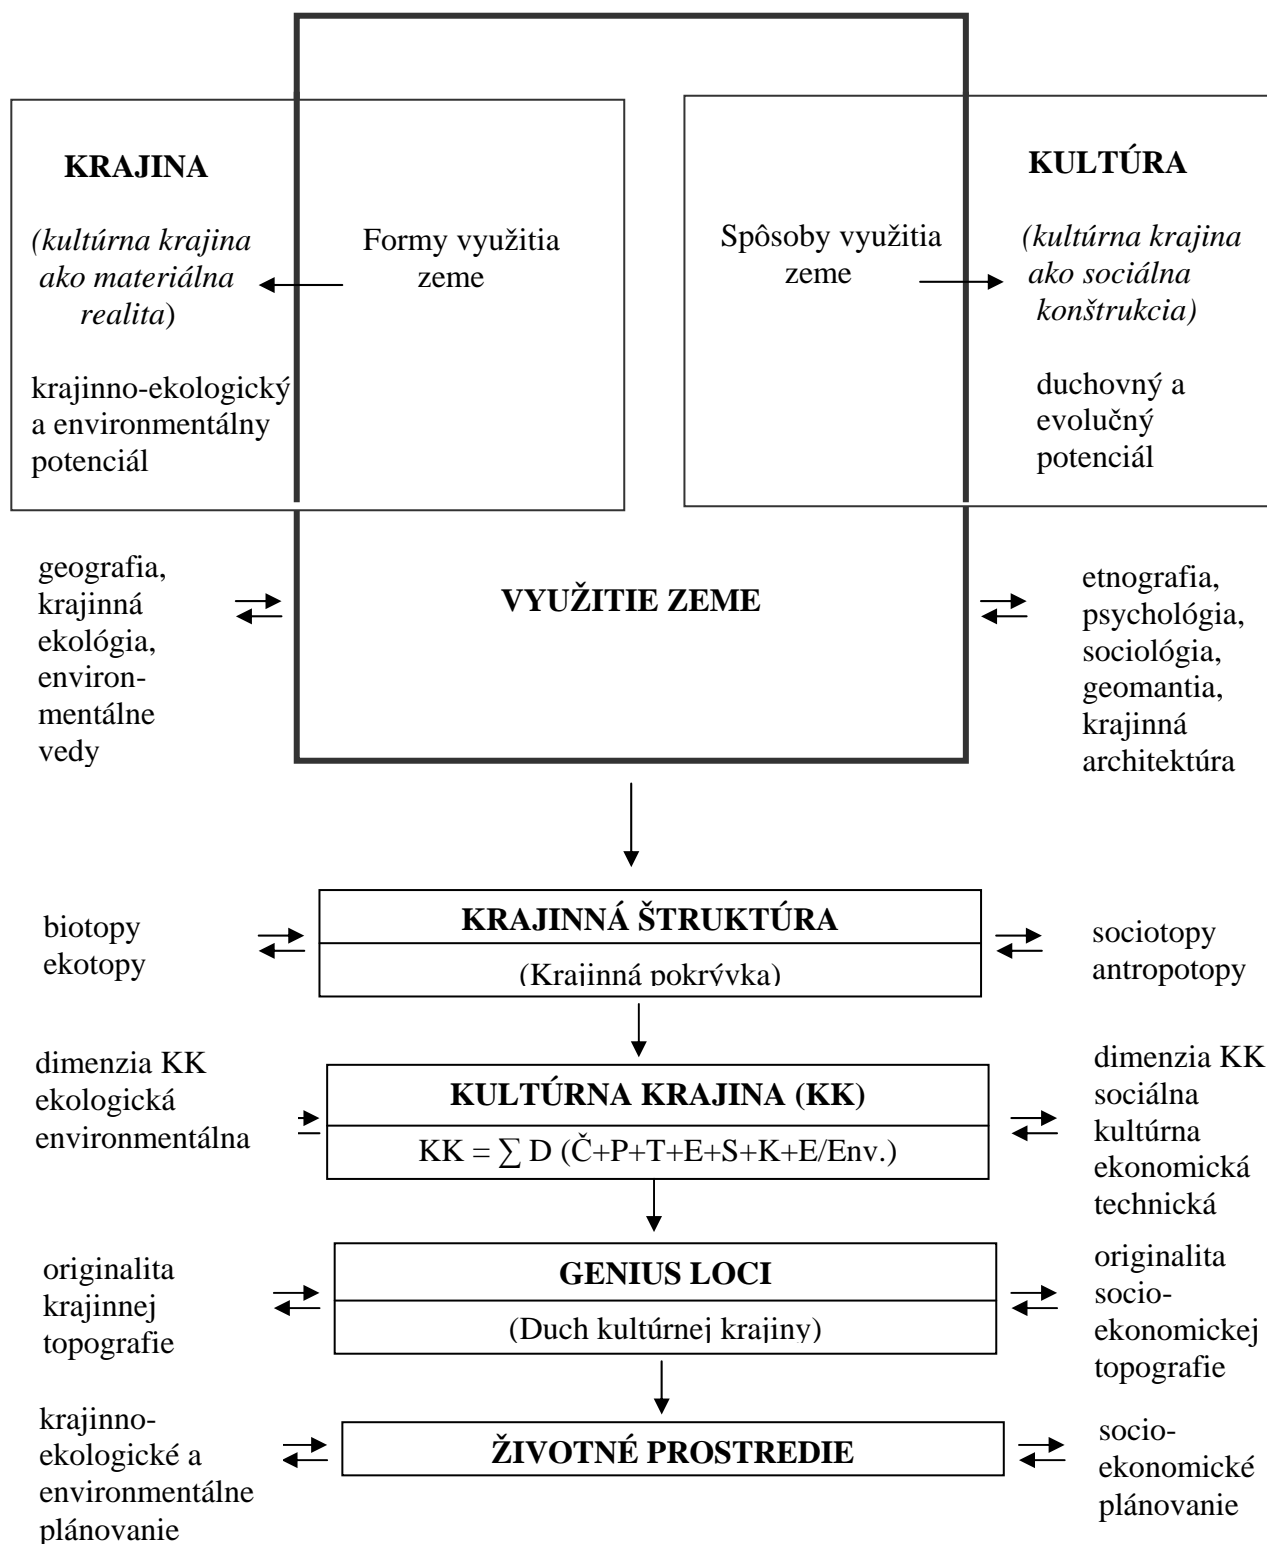 KRAJINA
(kultúrna krajina
ako materiálna
realita)
krajinno-ekologický
a environmentálny
potenciál
Formy využitia
zeme
Spôsoby využitia
zeme
KULTÚRA
(kultúrna krajina
ako sociálna
konštrukcia)
duchovný a
evolučný
potenciál
geografia,
krajinná
ekológia,
environ-
mentálne
vedy
VYUŽITIE ZEME
etnografia,
psychológia,
sociológia,
geomantia,
krajinná
architektúra
biotopy
ekotopy
KRAJINNÁ ŠTRUKTÚRA
(Krajinná pokrývka)
sociotopy
antropotopy
dimenzia KK
ekologická
environmentálna
KULTÚRNA KRAJINA (KK)
KK = ∑ D (Č+P+T+E+S+K+E/Env.)
dimenzia KK
sociálna
kultúrna
ekonomická
technická
originalita
krajinnej
topografie
GENIUS LOCI
(Duch kultúrnej krajiny)
originalita
socio-
ekonomickej
topografie
krajinno-
ekologické a
environmentálne
plánovanie
ŽIVOTNÉ PROSTREDIE
socio-
ekonomické
plánovanie